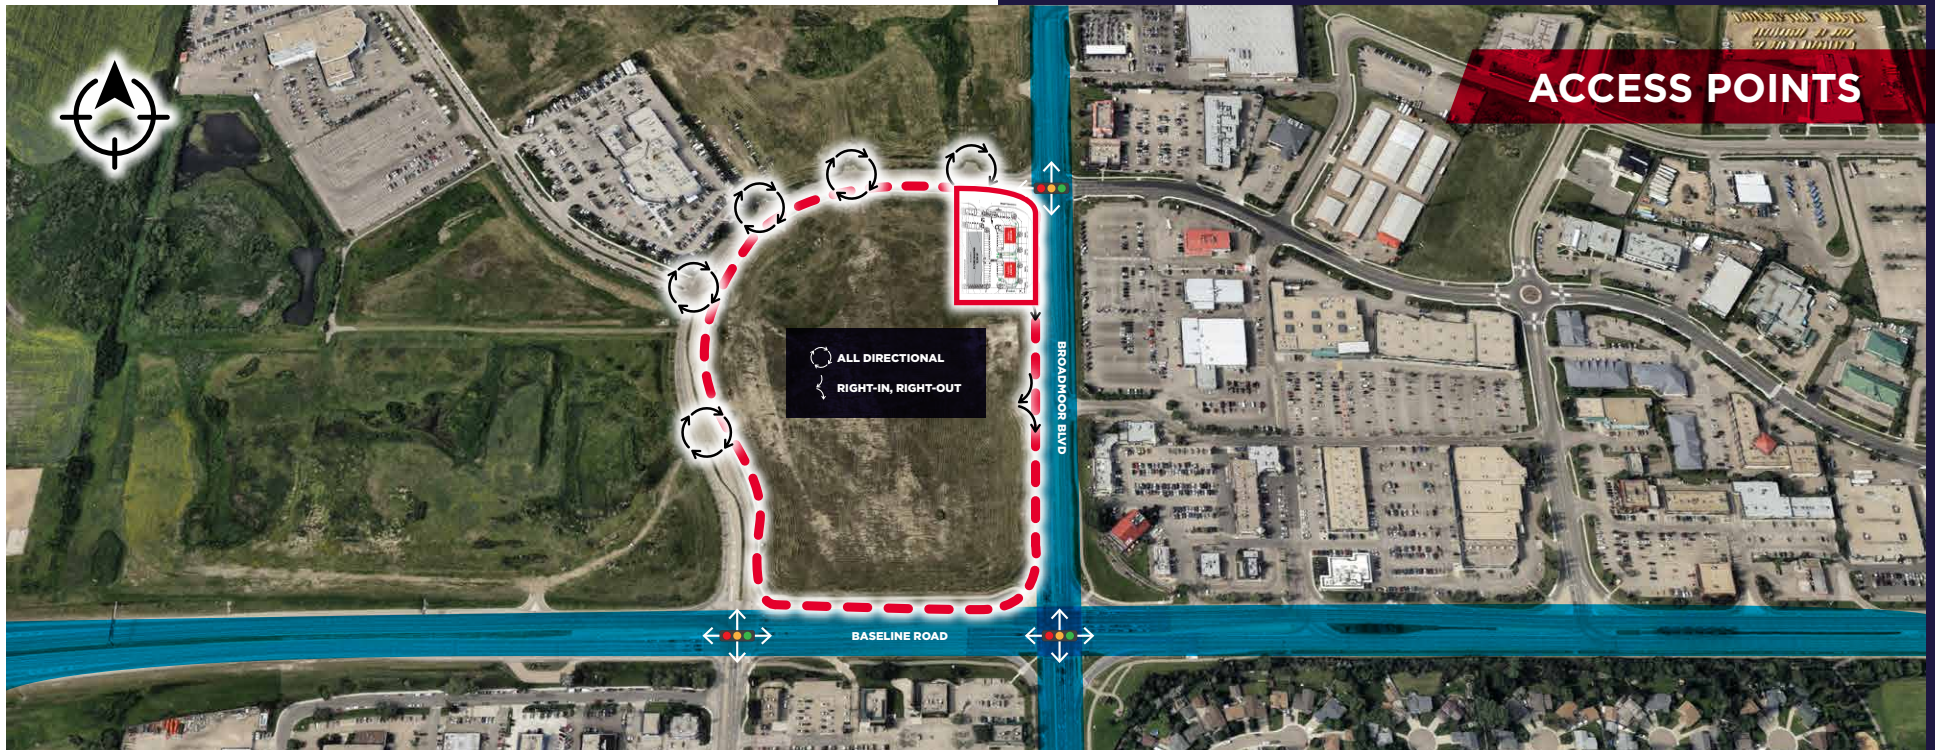 ACCESS POINTS
ALL DIRECTIONAL
RIGHT-IN, RIGHT-OUT
BROADMOOR BLVD
BASELINE ROAD